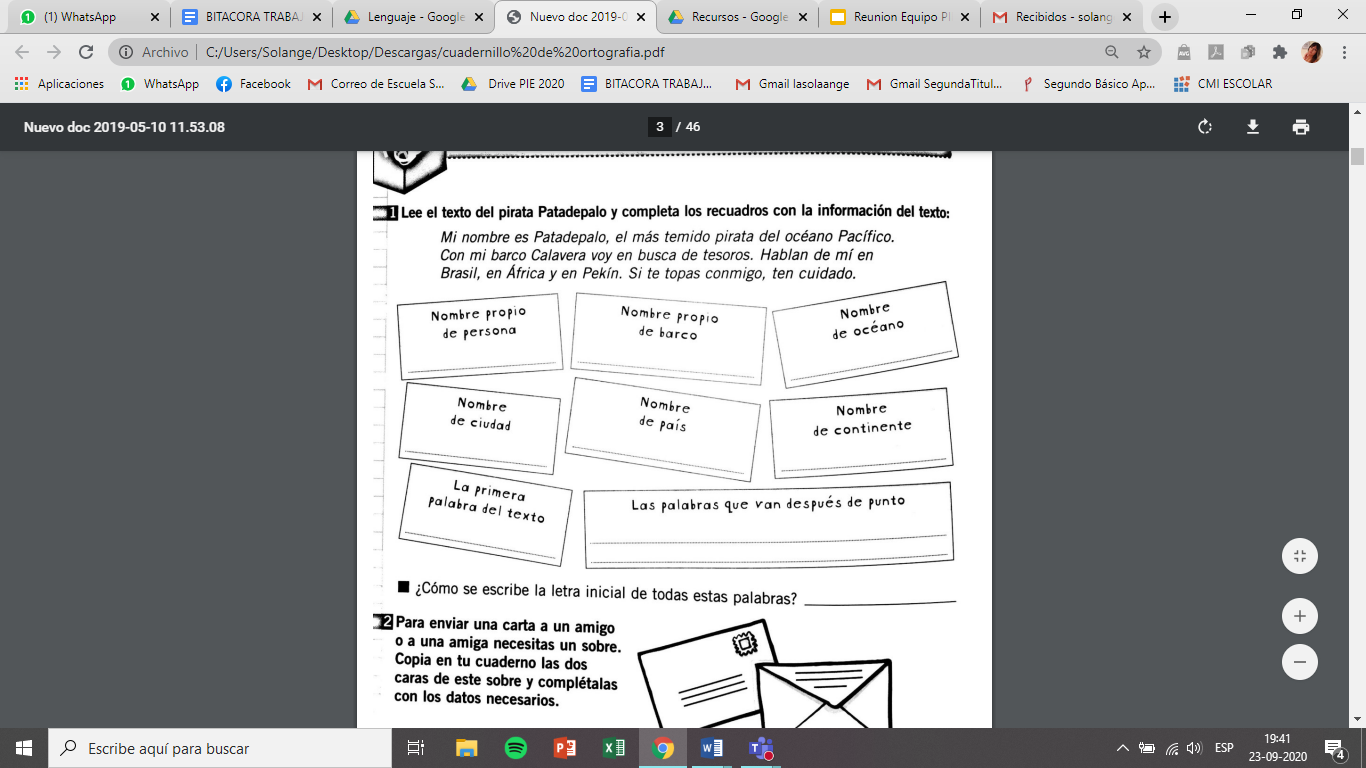 (1) WhatsApp
BITACORA TRABAJ
Lenguaje - Google
Nuevo doc 2019-0
Recursos - Google
Reunion Equipo PI
Recibidos - solang
Archivo
C:/Users/Solange/Desktop/Descargas/cuadernillo%20de%20ortografia.pdf
Aplicaciones
WhatsApp
Facebook
Correo de Escuela S...
Drive PIE 2020
BITACORA TRABAJ...
Gmail lasolaange
Gmail SegundaTitul...
Segundo Básico Ap...
CMI ESCOLAR
Nuevo doc 2019-05-10 11.53.08
3 / 46
1 Lee el texto del pirata Patadepalo y completa los recuadros con la información del texto:
Mi nombre es Patadepalo, el más temido pirata del océano Pacífico.
Con mi barco Calavera voy en busca de tesoros. Hablan de mí en
Brasil, en África y en Pekín. Si te topas conmigo, ten cuidado.
Nombre propio
de persona
Nombre propio
de barco
Nombre
de océano
Nombre
de ciudad
Nombre
de país
Nombre
de continente
La primera
palabra del texto
Las palabras que van después de punto
¿Cómo se escribe la letra inicial de todas estas palabras?
2 Para enviar una carta a un amigo
o a una amiga necesitas un sobre.
Copia en tu cuaderno las dos
caras de este sobre y complétalas
con los datos necesarios.
Escribe aquí para buscar
ESP
19:41
23-09-2020
4